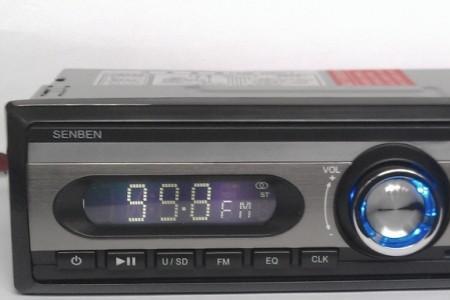 SENBEN
VOL
+
99.8 FM
ST
U/SD FM EQ CLK